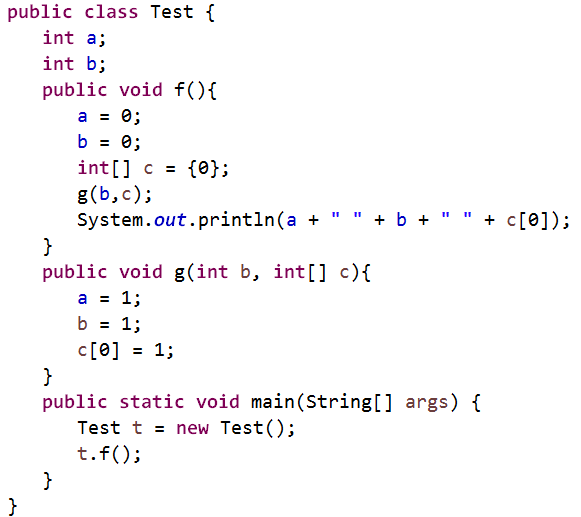 public class Test {
int a;
int b;
public void f(){
a = 0;
b = 0;
int[] c = {0};
g(b,c);
System.out.println(a + " " + b + " " + c[0]);
}
public void g(int b, int[] c){
a = 1;
b = 1;
c[0] = 1;
}
public static void main(String[] args) {
Test t = new Test();
t.f();
}
}